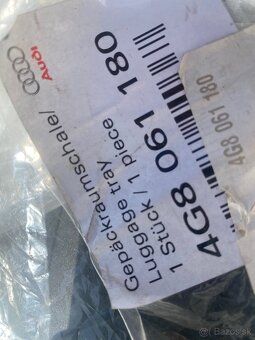 Audi
Gepäckraumschale/
Luggage tray
1 Stück / 1 piece
4G8 061 180
4G8 061 180
Bazos.sk